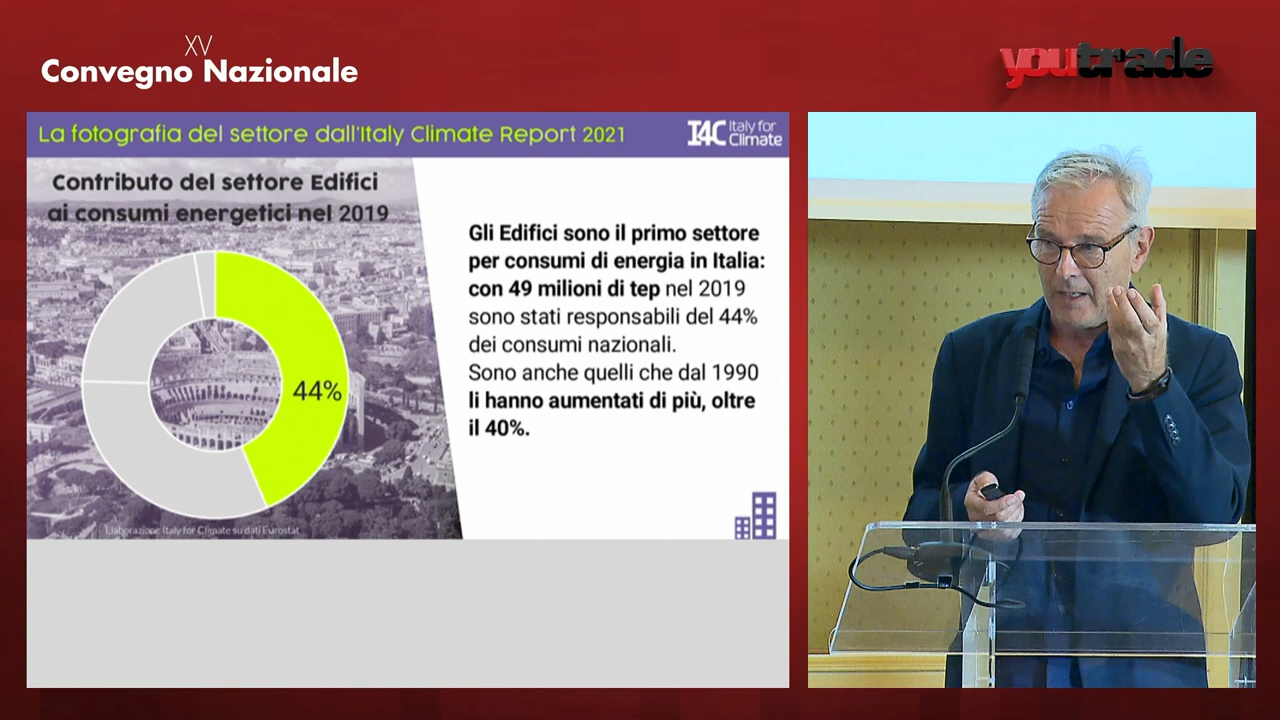 XV
Convegno Nazionale
youtrade
La fotografia del settore dall'Italy Climate Report 2021
I4C Italy for
Climate
Contributo del settore Edifici
ai consumi energetici nel 2019
44%
Elaborazione Italy for Climate su dati Eurostat
Gli Edifici sono il primo settore
per consumi di energia in Italia:
con 49 milioni di tep nel 2019
sono stati responsabili del 44%
dei consumi nazionali.
Sono anche quelli che dal 1990
li hanno aumentati di più, oltre
il 40%.